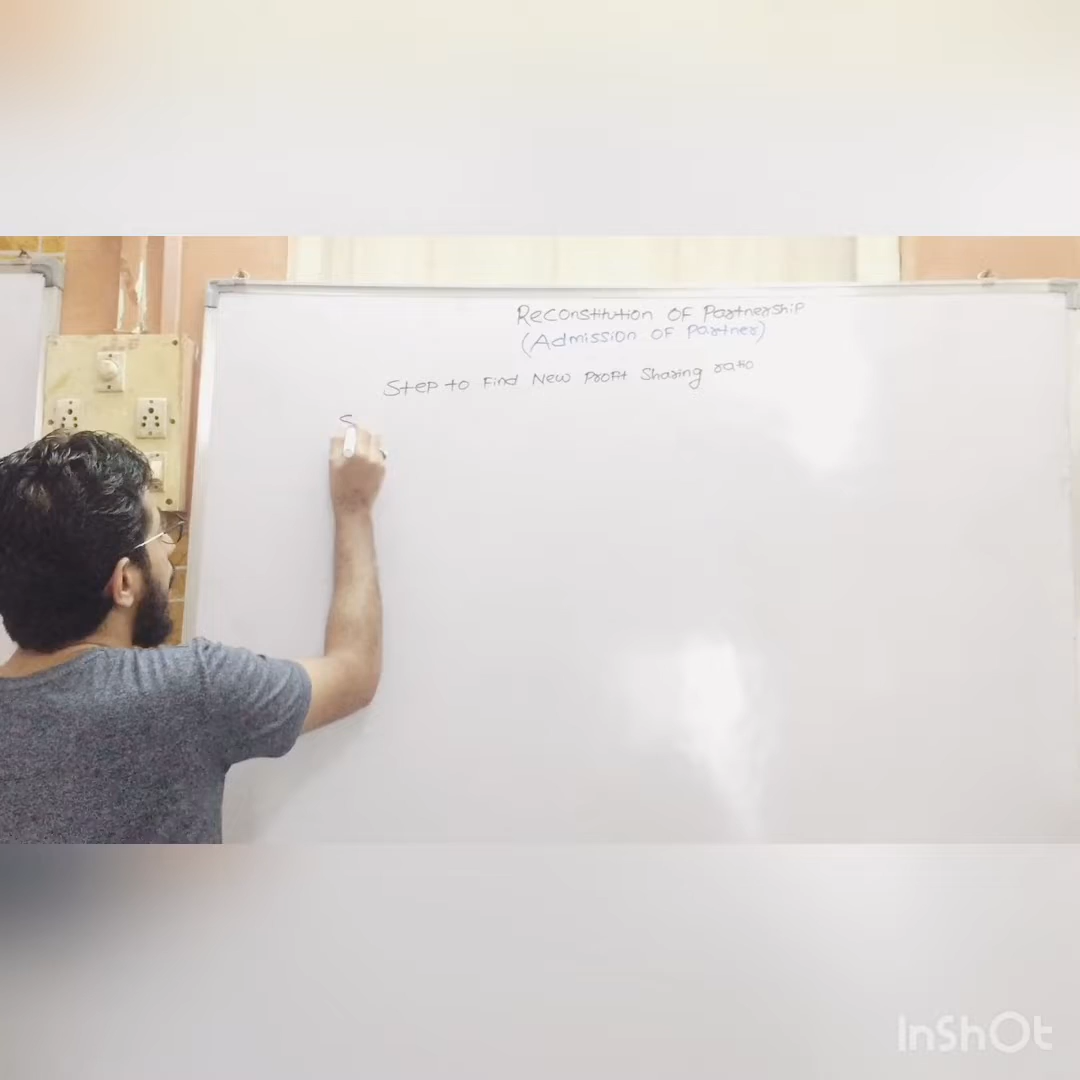 Reconstitution OF Partnership
(Admission OF Partner)
Step to Find New Profit Sharing ratio
S
InShOt